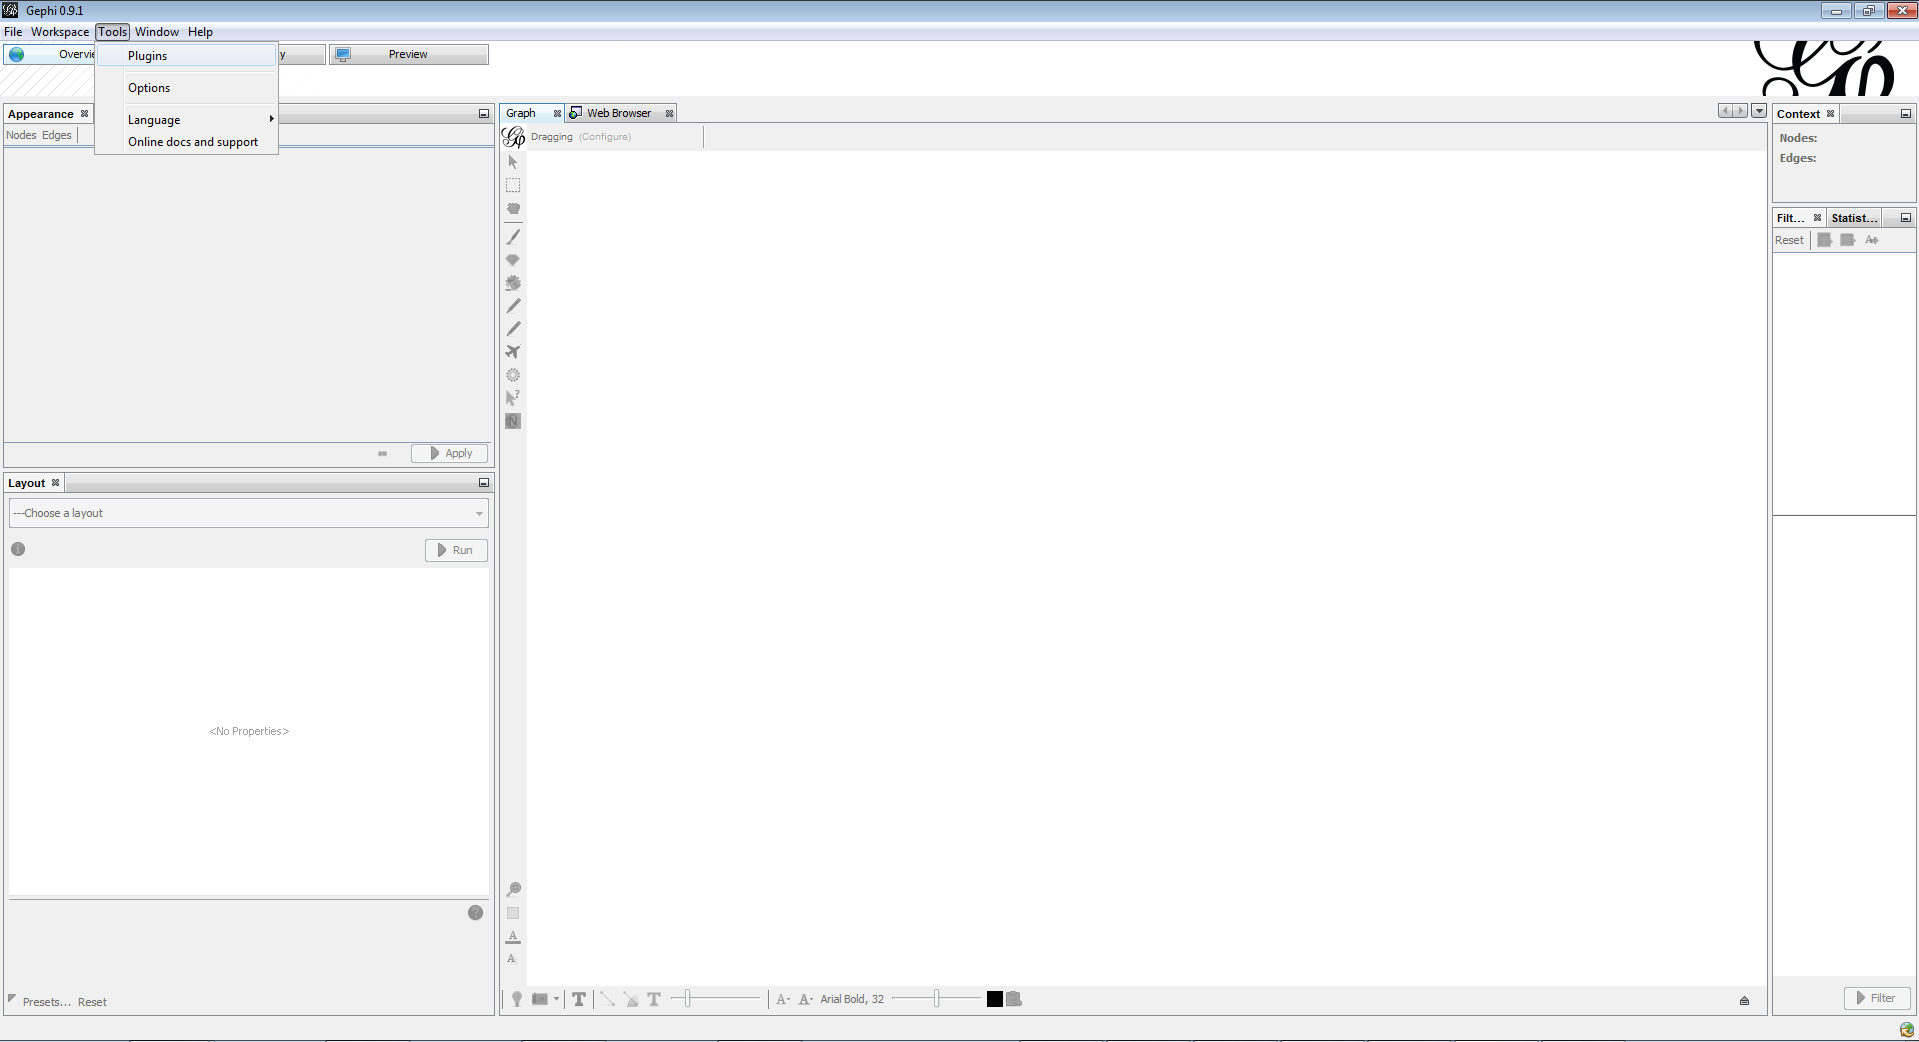 Gephi 0.9.1
File Workspace Tools Window Help
Overvie y Preview
Plugins
Options
Language
Online docs and support
Appearance
Nodes Edges
Apply
Layout
---Choose a layout
Run
<No Properties>
Presets... Reset
Graph Web Browser
Dragging (Configure)
Arial Bold, 32
Context
Nodes:
Edges:
Filt... Statist...
Reset
Filter